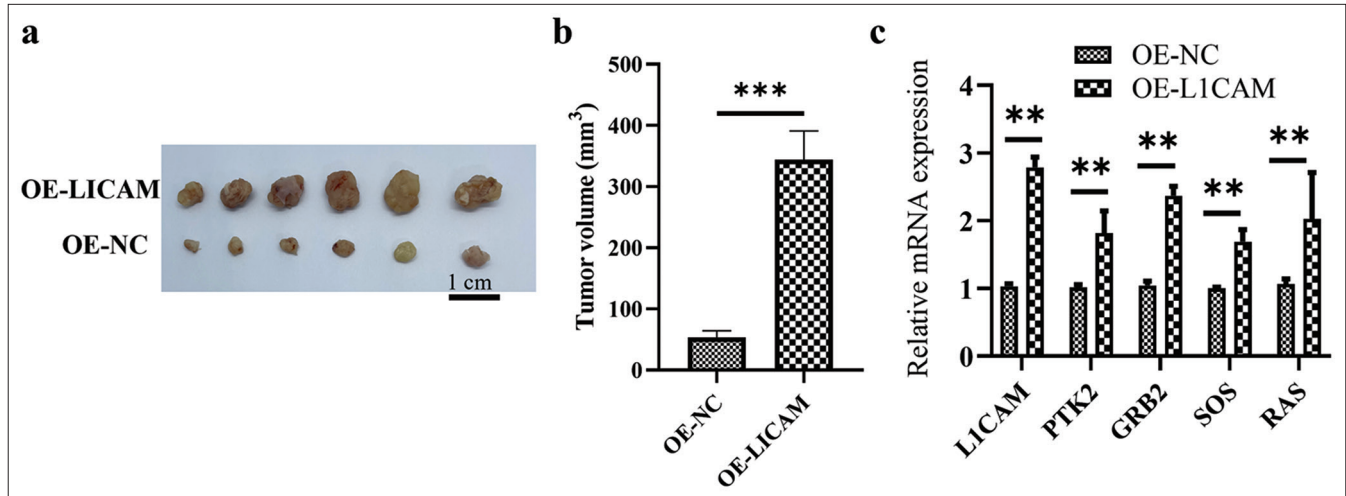 a
OE-LICAM
OE-NC
1 cm
b
Tumor volume (mm³)
500
400
300
200
100
0
***
OE-NC
OE-LICAM
c
OE-NC
OE-L1CAM
Relative mRNA expression
4
3
2
1
0
**
**
**
**
**
L1CAM
PTK2
GRB2
SOS
RAS